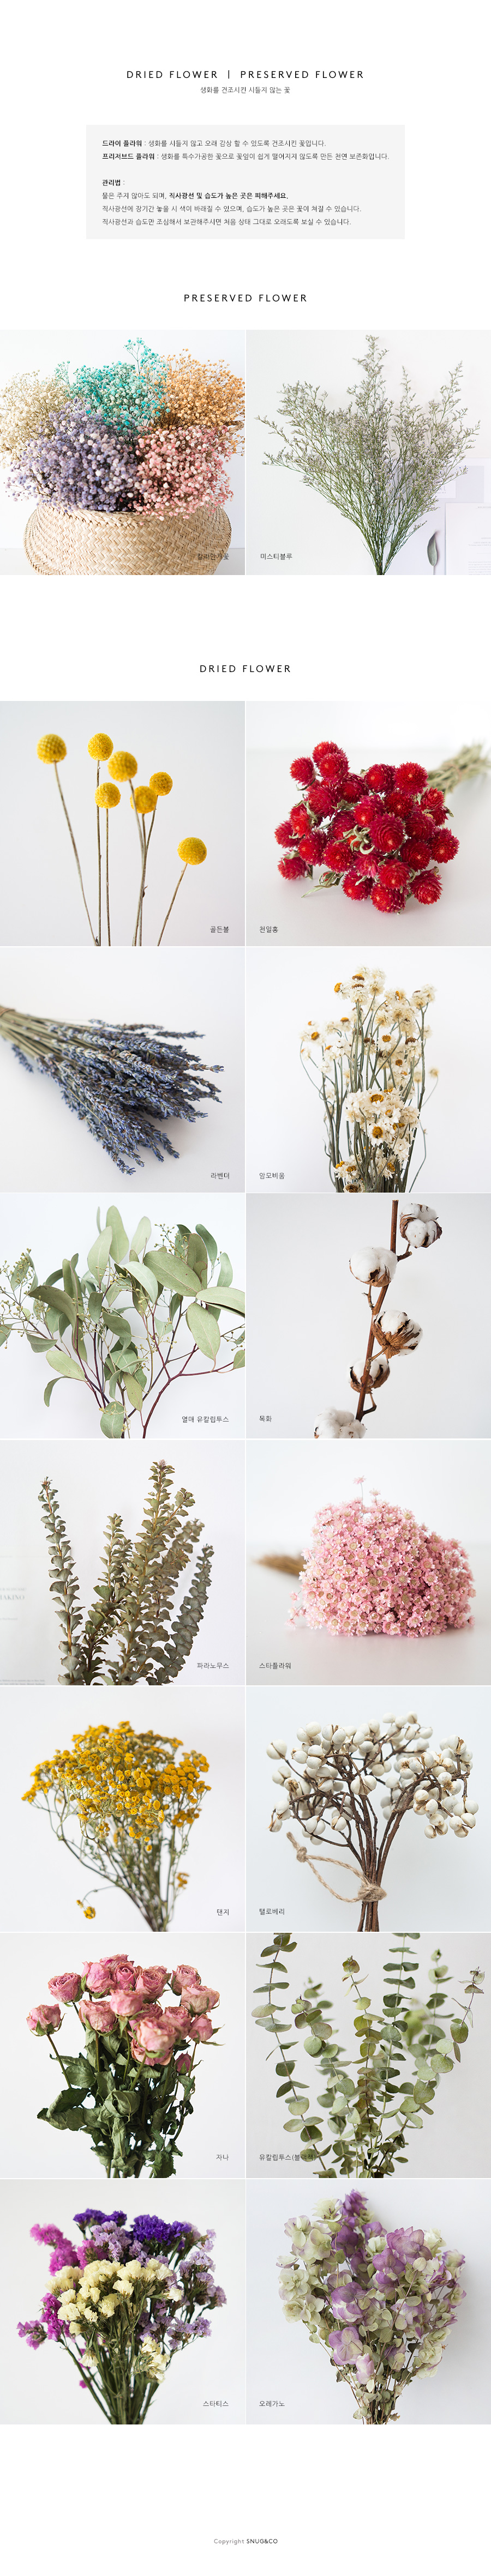 DRIED FLOWER | PRESERVED FLOWER
생화를 건조시킨 시들지 않는 꽃
드라이 플라워 : 생화를 시들지 않고 오래 감상 할 수 있도록 건조시킨 꽃입니다.
프리저브드 플라워 : 생화를 특수가공한 꽃으로 꽃잎이 쉽게 떨어지지 않도록 만든 천연 보존화입니다.
관리법 :
물은 주지 않아도 되며, 직사광선 및 습도가 높은 곳은 피해주세요.
직사광선에 장기간 놓을 시 색이 바래질 수 있으며, 습도가 높은 곳은 꽃이 쳐질 수 있습니다.
직사광선과 습도만 조심해서 보관해주시면 처음 상태 그대로 오래도록 보실 수 있습니다.
PRESERVED FLOWER
미스티블루
DRIED FLOWER
골든볼
천일홍
라벤더
암모비움
열매 유칼립투스
목화
파라노무스
스타플라워
탠지
텔로베리
자나
유칼립투스(블랙잭)
스타티스
오레가노
Copyright SNUG&CO